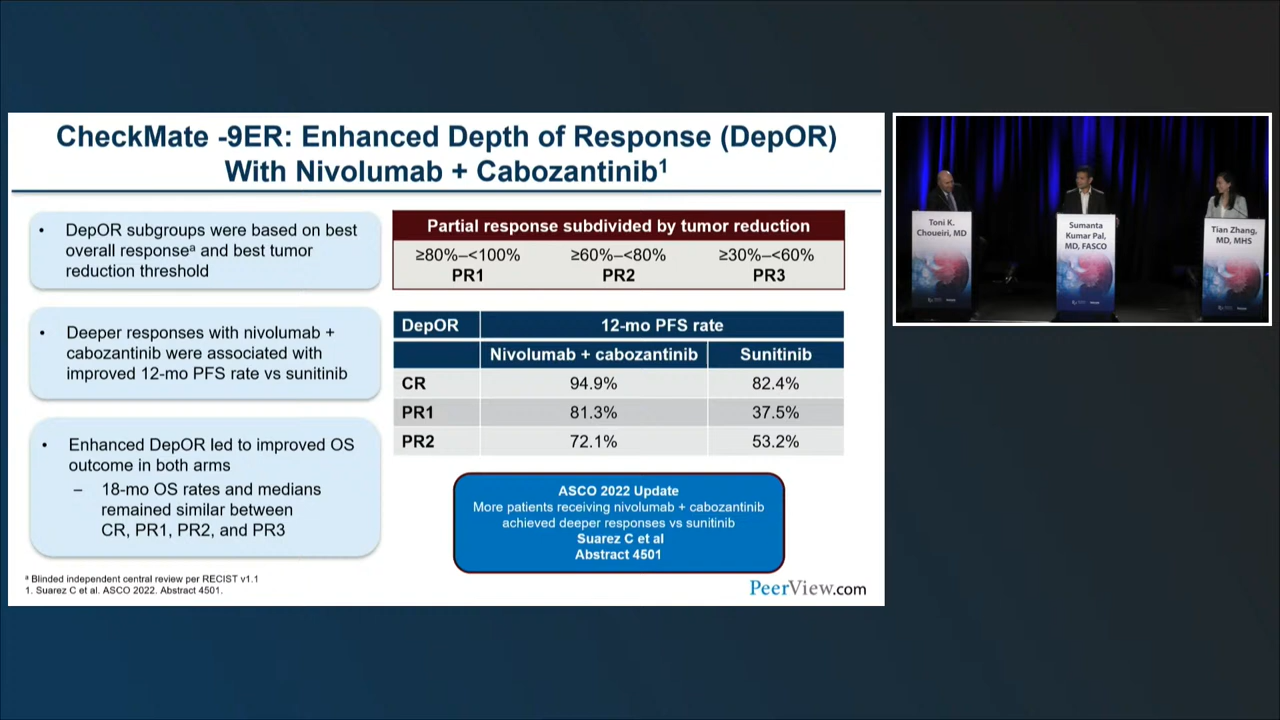 CheckMate -9ER: Enhanced Depth of Response (DepOR)
With Nivolumab + Cabozantinib¹
• DepOR subgroups were based on best
overall responseᵃ and best tumor
reduction threshold
• Deeper responses with nivolumab +
cabozantinib were associated with
improved 12-mo PFS rate vs sunitinib
• Enhanced DepOR led to improved OS
outcome in both arms
– 18-mo OS rates and medians
remained similar between
CR, PR1, PR2, and PR3
Partial response subdivided by tumor reduction
≥80%–<100% ≥60%–<80% ≥30%–<60%
PR1 PR2 PR3
DepOR 12-mo PFS rate
Nivolumab + cabozantinib Sunitinib
CR 94.9% 82.4%
PR1 81.3% 37.5%
PR2 72.1% 53.2%
ASCO 2022 Update
More patients receiving nivolumab + cabozantinib
achieved deeper responses vs sunitinib
Suarez C et al
Abstract 4501
ᵃ Blinded independent central review per RECIST v1.1
1. Suarez C et al. ASCO 2022. Abstract 4501.
PeerView.com
Toni K.
Choueiri, MD
Sumanta
Kumar Pal,
MD, FASCO
Tian Zhang,
MD, MHS